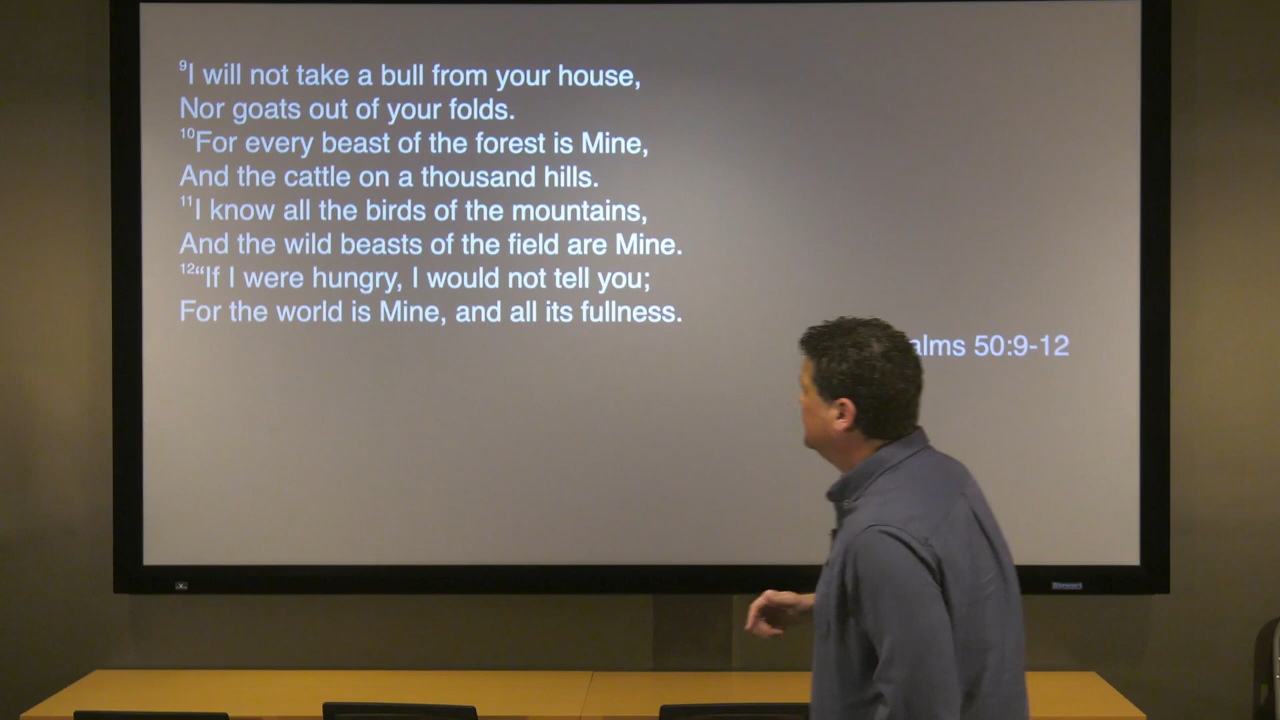 ⁹I will not take a bull from your house,
Nor goats out of your folds.
¹⁰For every beast of the forest is Mine,
And the cattle on a thousand hills.
¹¹I know all the birds of the mountains,
And the wild beasts of the field are Mine.
¹²“If I were hungry, I would not tell you;
For the world is Mine, and all its fullness.
alms 50:9-12